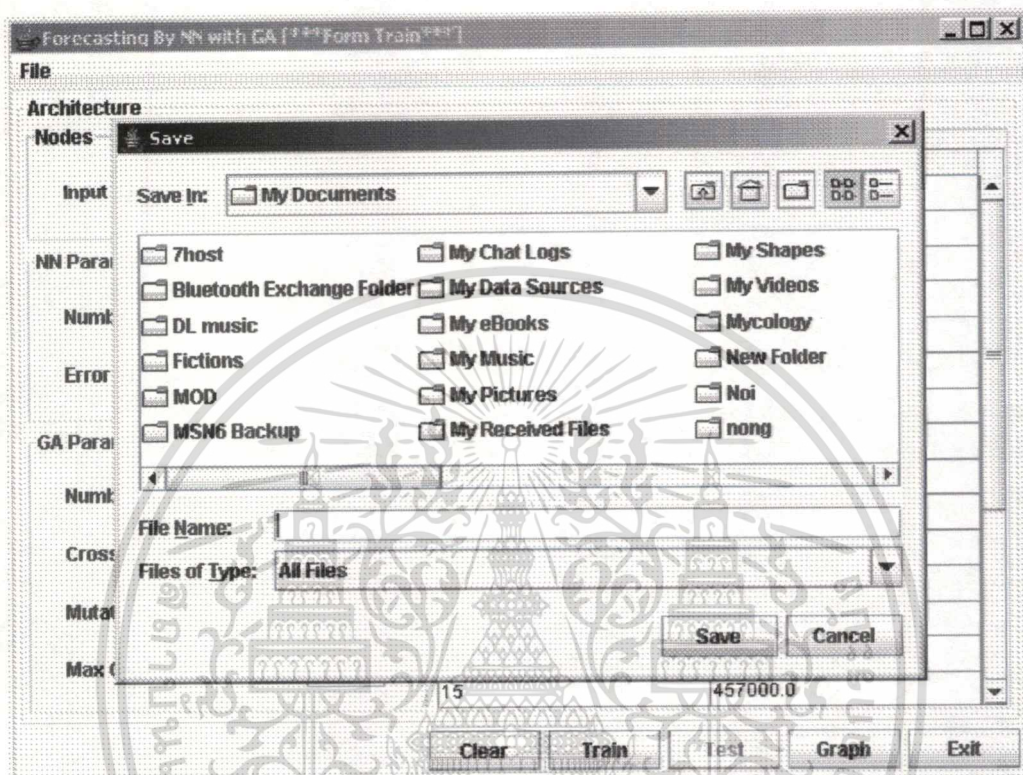 Forecasting By NN with GA [***Form Train***]
File
Architecture
Nodes
Save
Input
Save In: My Documents
7host My Chat Logs My Shapes
Bluetooth Exchange Folder My Data Sources My Videos
NN Para
DL music My eBooks Mycology
Numb
Fictions My Music New Folder
Error
MOD My Pictures Noi
MSN6 Backup My Received Files nong
GA Para
Numb
File Name:
Cross
Files of Type: All Files
Mutat
Save Cancel
Max
15 457000.0
Clear Train Test Graph Exit